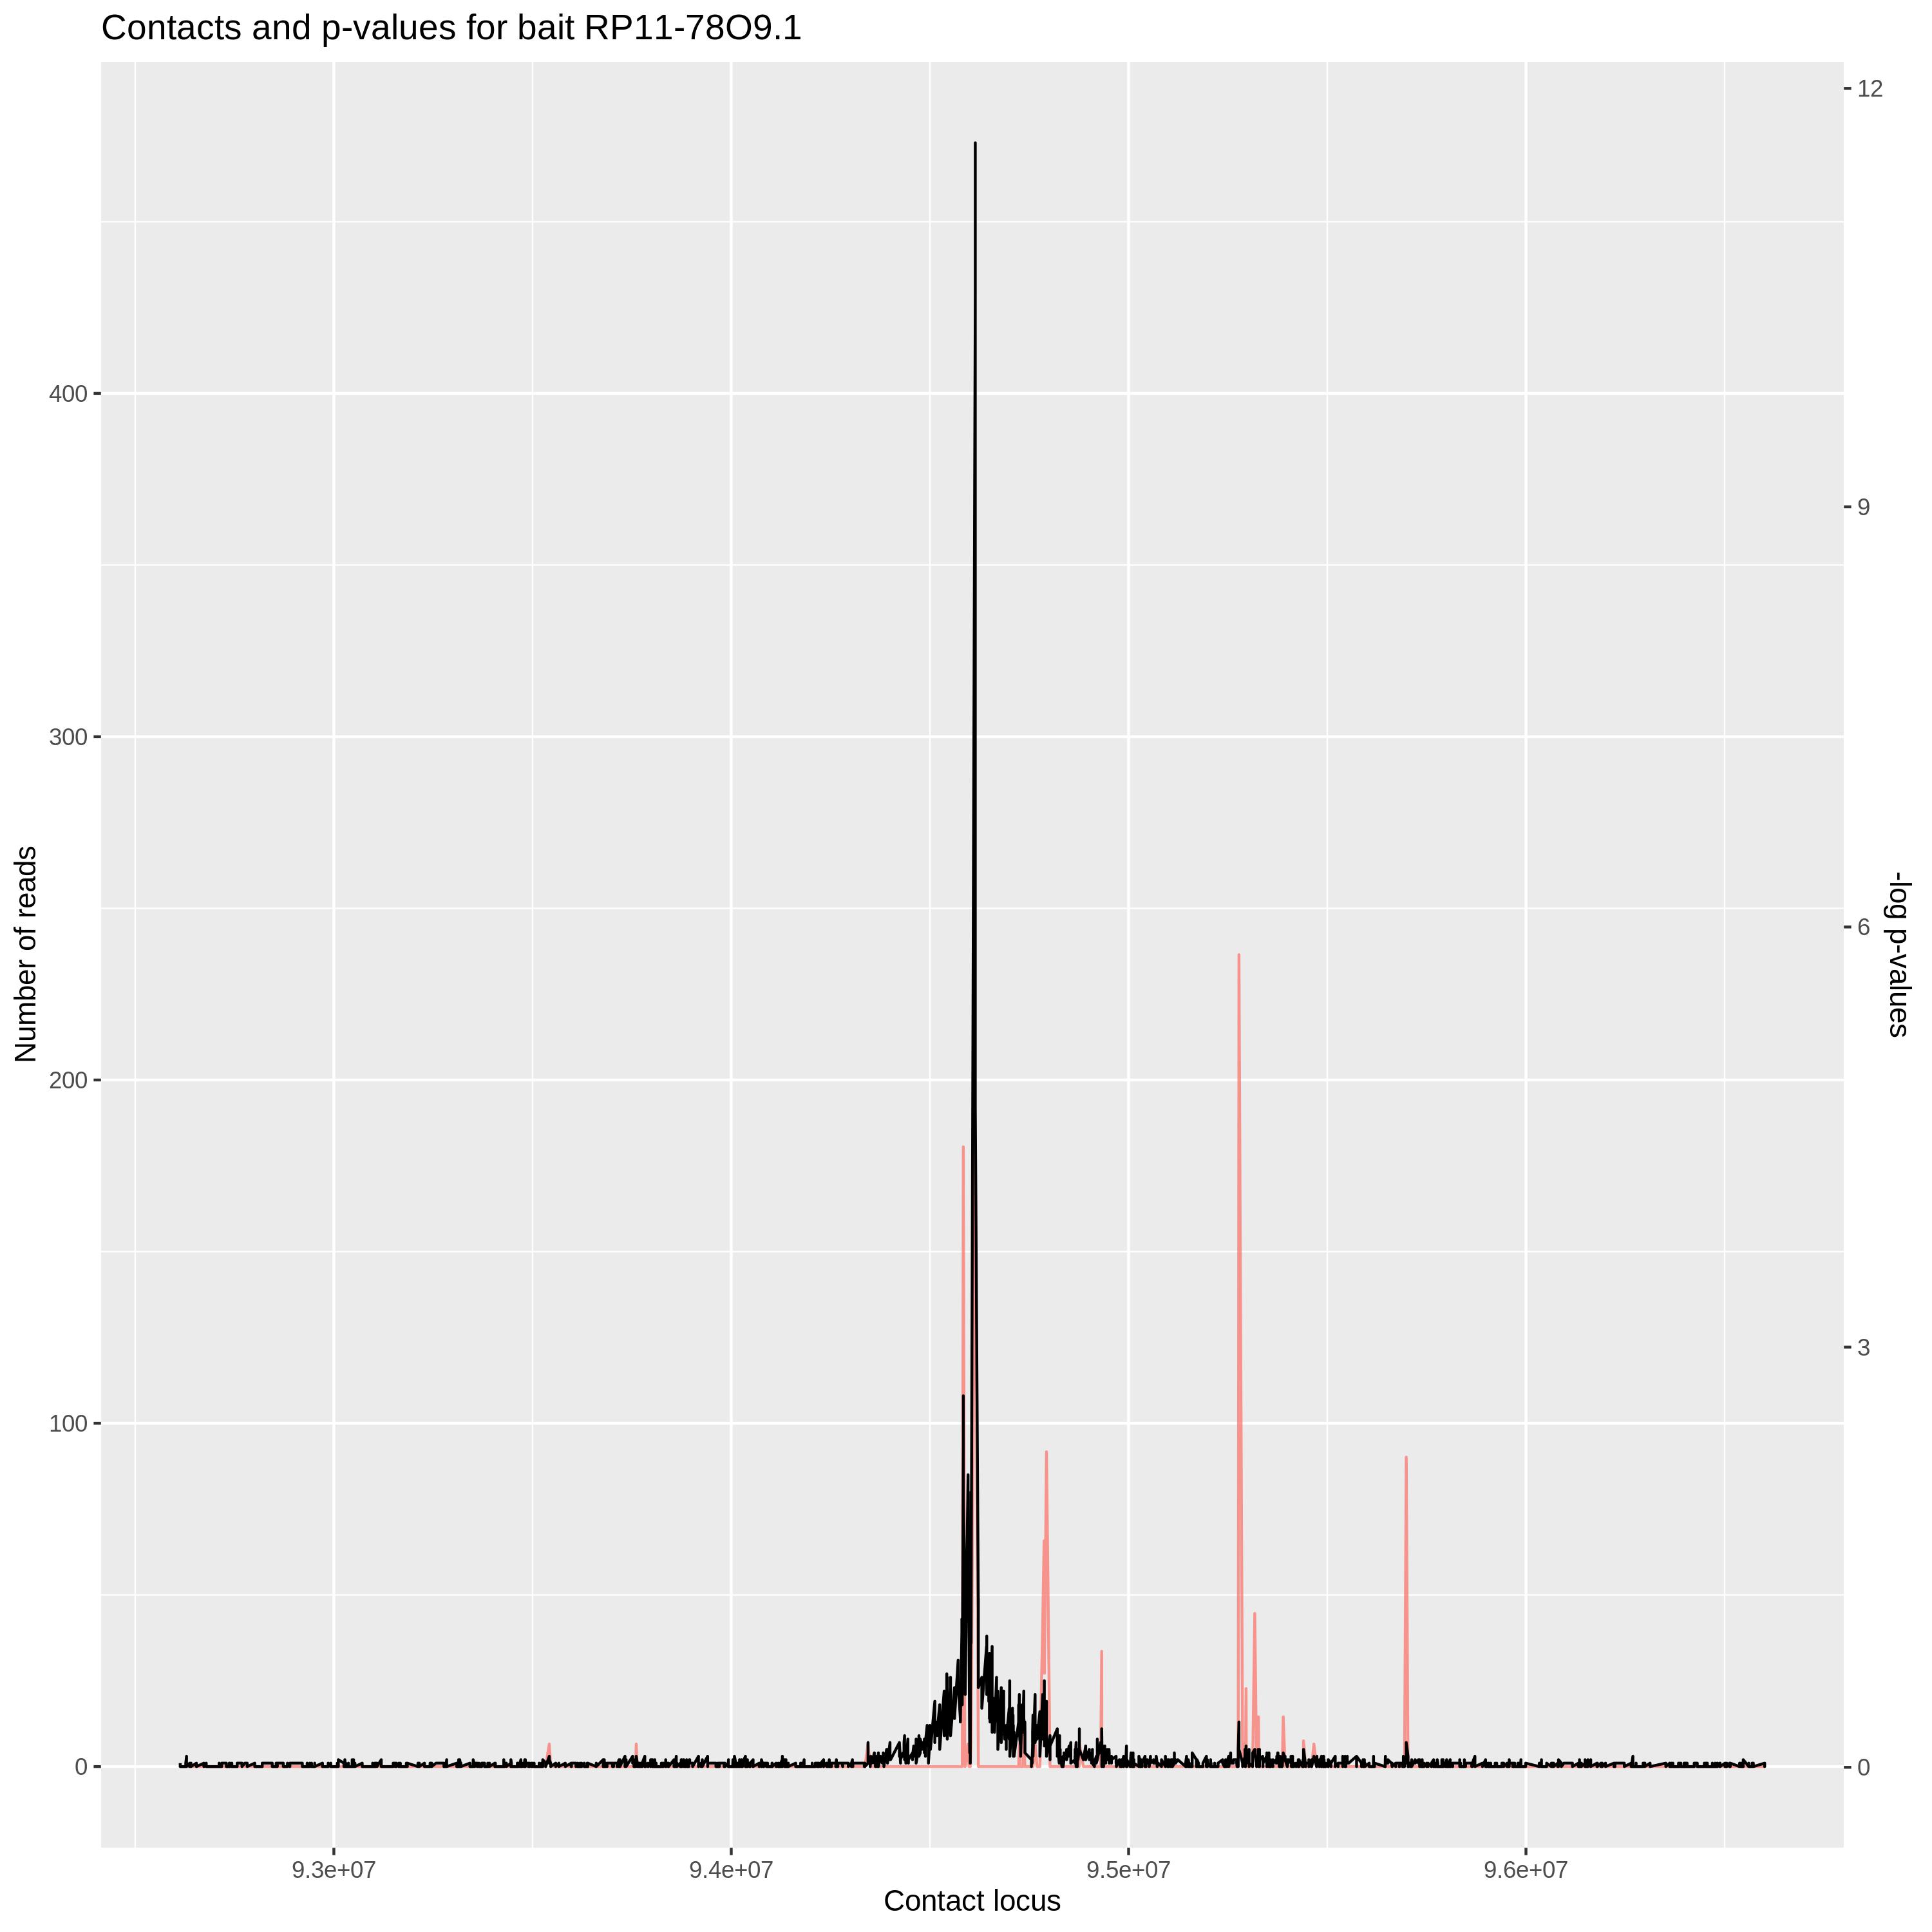 Contacts and p-values for bait RP11-78O9.1
12
400
9
300
Number of reads
6
-log p-values
200
3
100
0
0
9.3e+07
9.4e+07
9.5e+07
9.6e+07
Contact locus